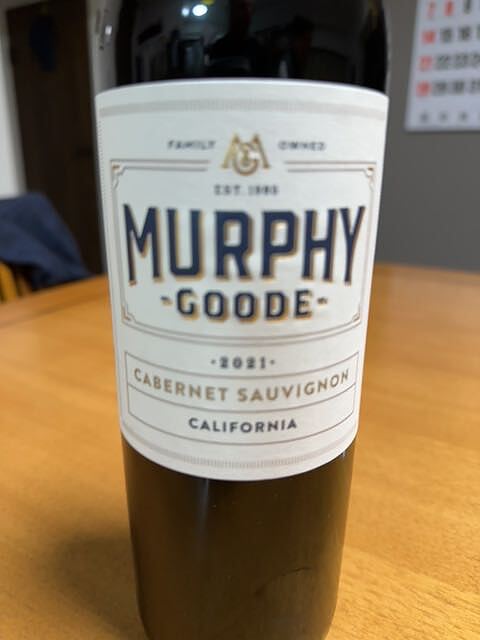 FAMILY MG OWNED
EST. 1985
MURPHY
-GOODE-
·2021·
CABERNET SAUVIGNON
CALIFORNIA